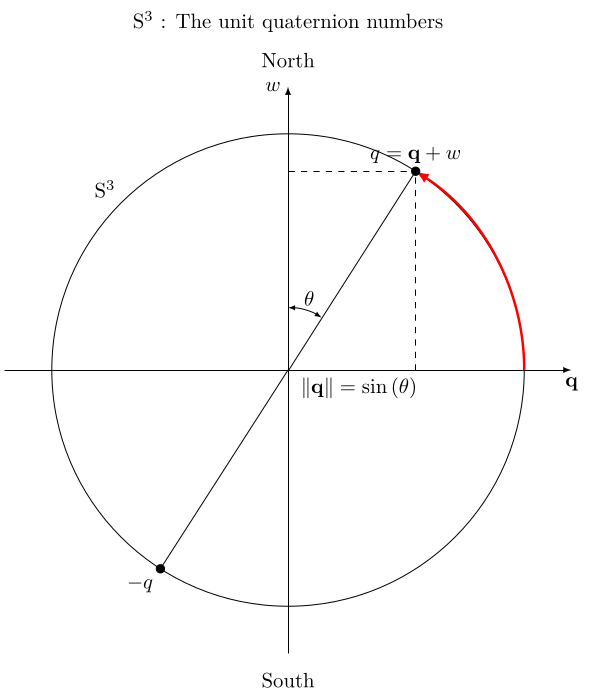 S³ : The unit quaternion numbers
North
w
q = q + w
S³
θ
‖q‖ = sin (θ)
q
−q
South